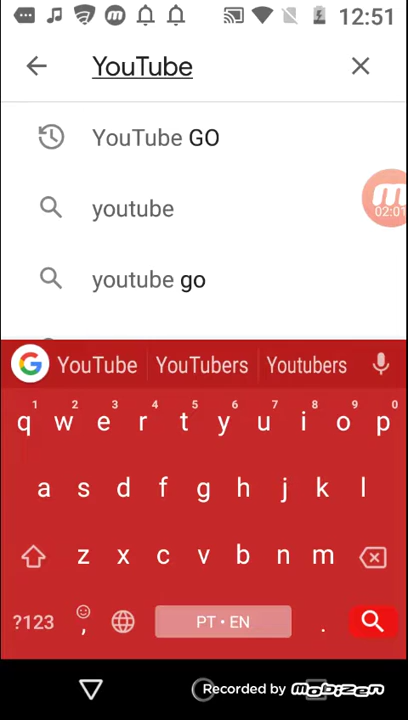 12:51
YouTube
YouTube GO
02:01
youtube
youtube go
YouTube YouTubers Youtubers
1 2 3 4 5 6 7 8 9 0
q w e r t y u i o p
a s d f g h j k l
z x c v b n m
?123 , PT • EN .
Recorded by mobizen